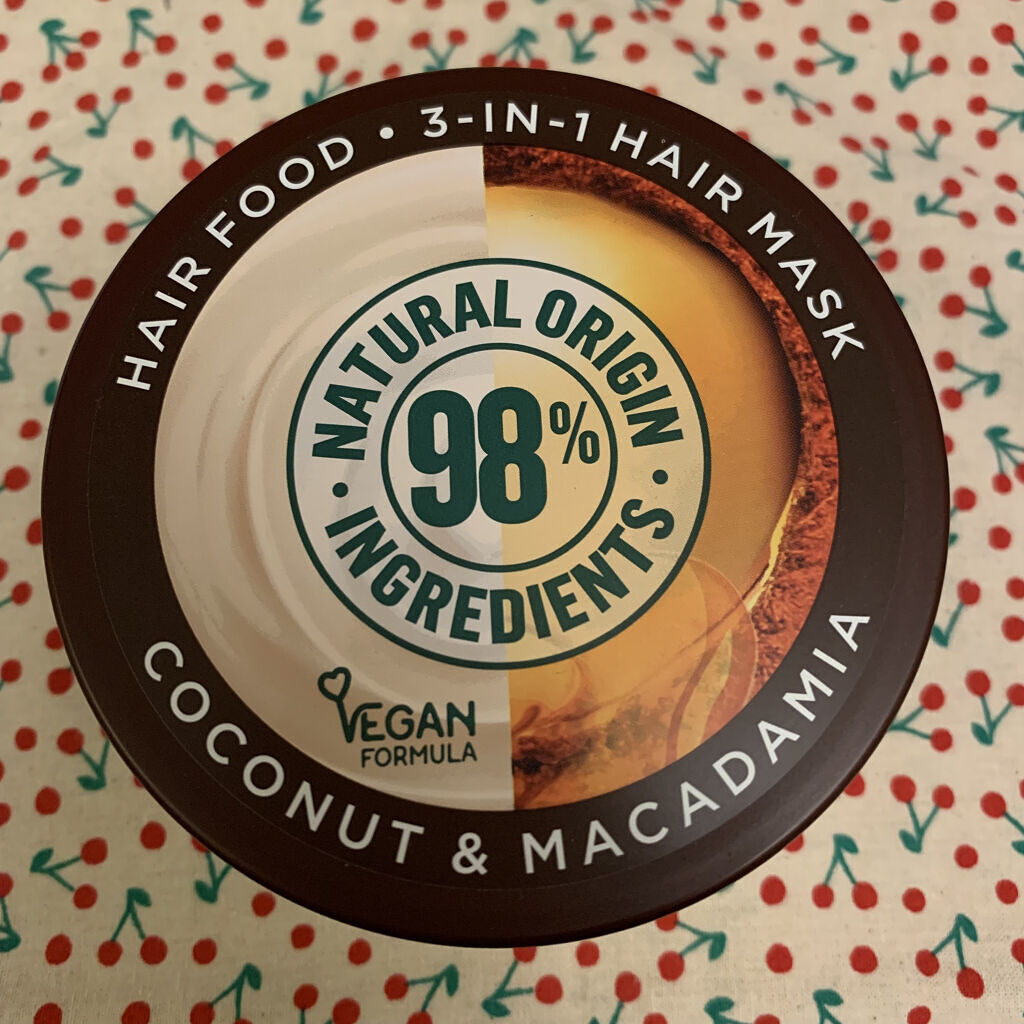 HAIR FOOD • 3-IN-1 HAIR MASK
NATURAL ORIGIN
98%
• INGREDIENTS •
VEGAN
FORMULA
COCONUT & MACADAMIA